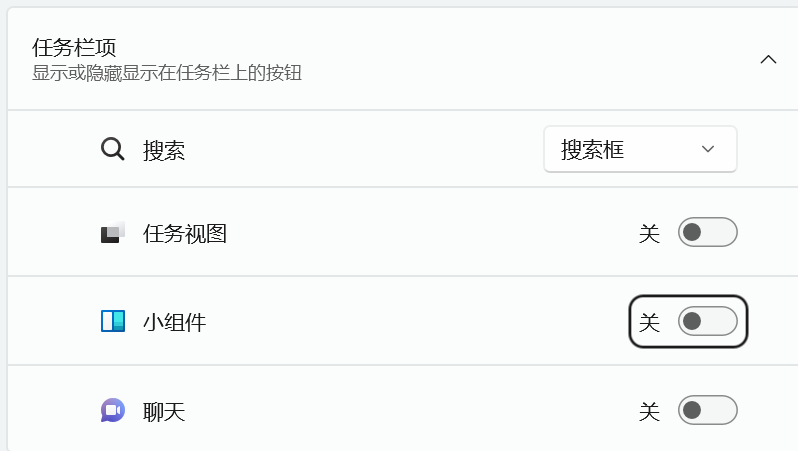 任务栏项
显示或隐藏显示在任务栏上的按钮
搜索 搜索框
任务视图 关
小组件 关
聊天 关